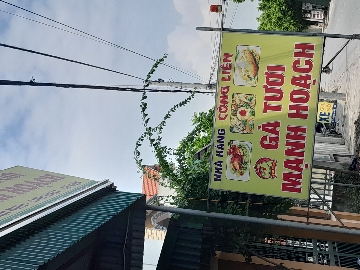 NHÀ HÀNG CÔNG LIÊN
GÀ TƯƠI
MẠNH HOẠCH